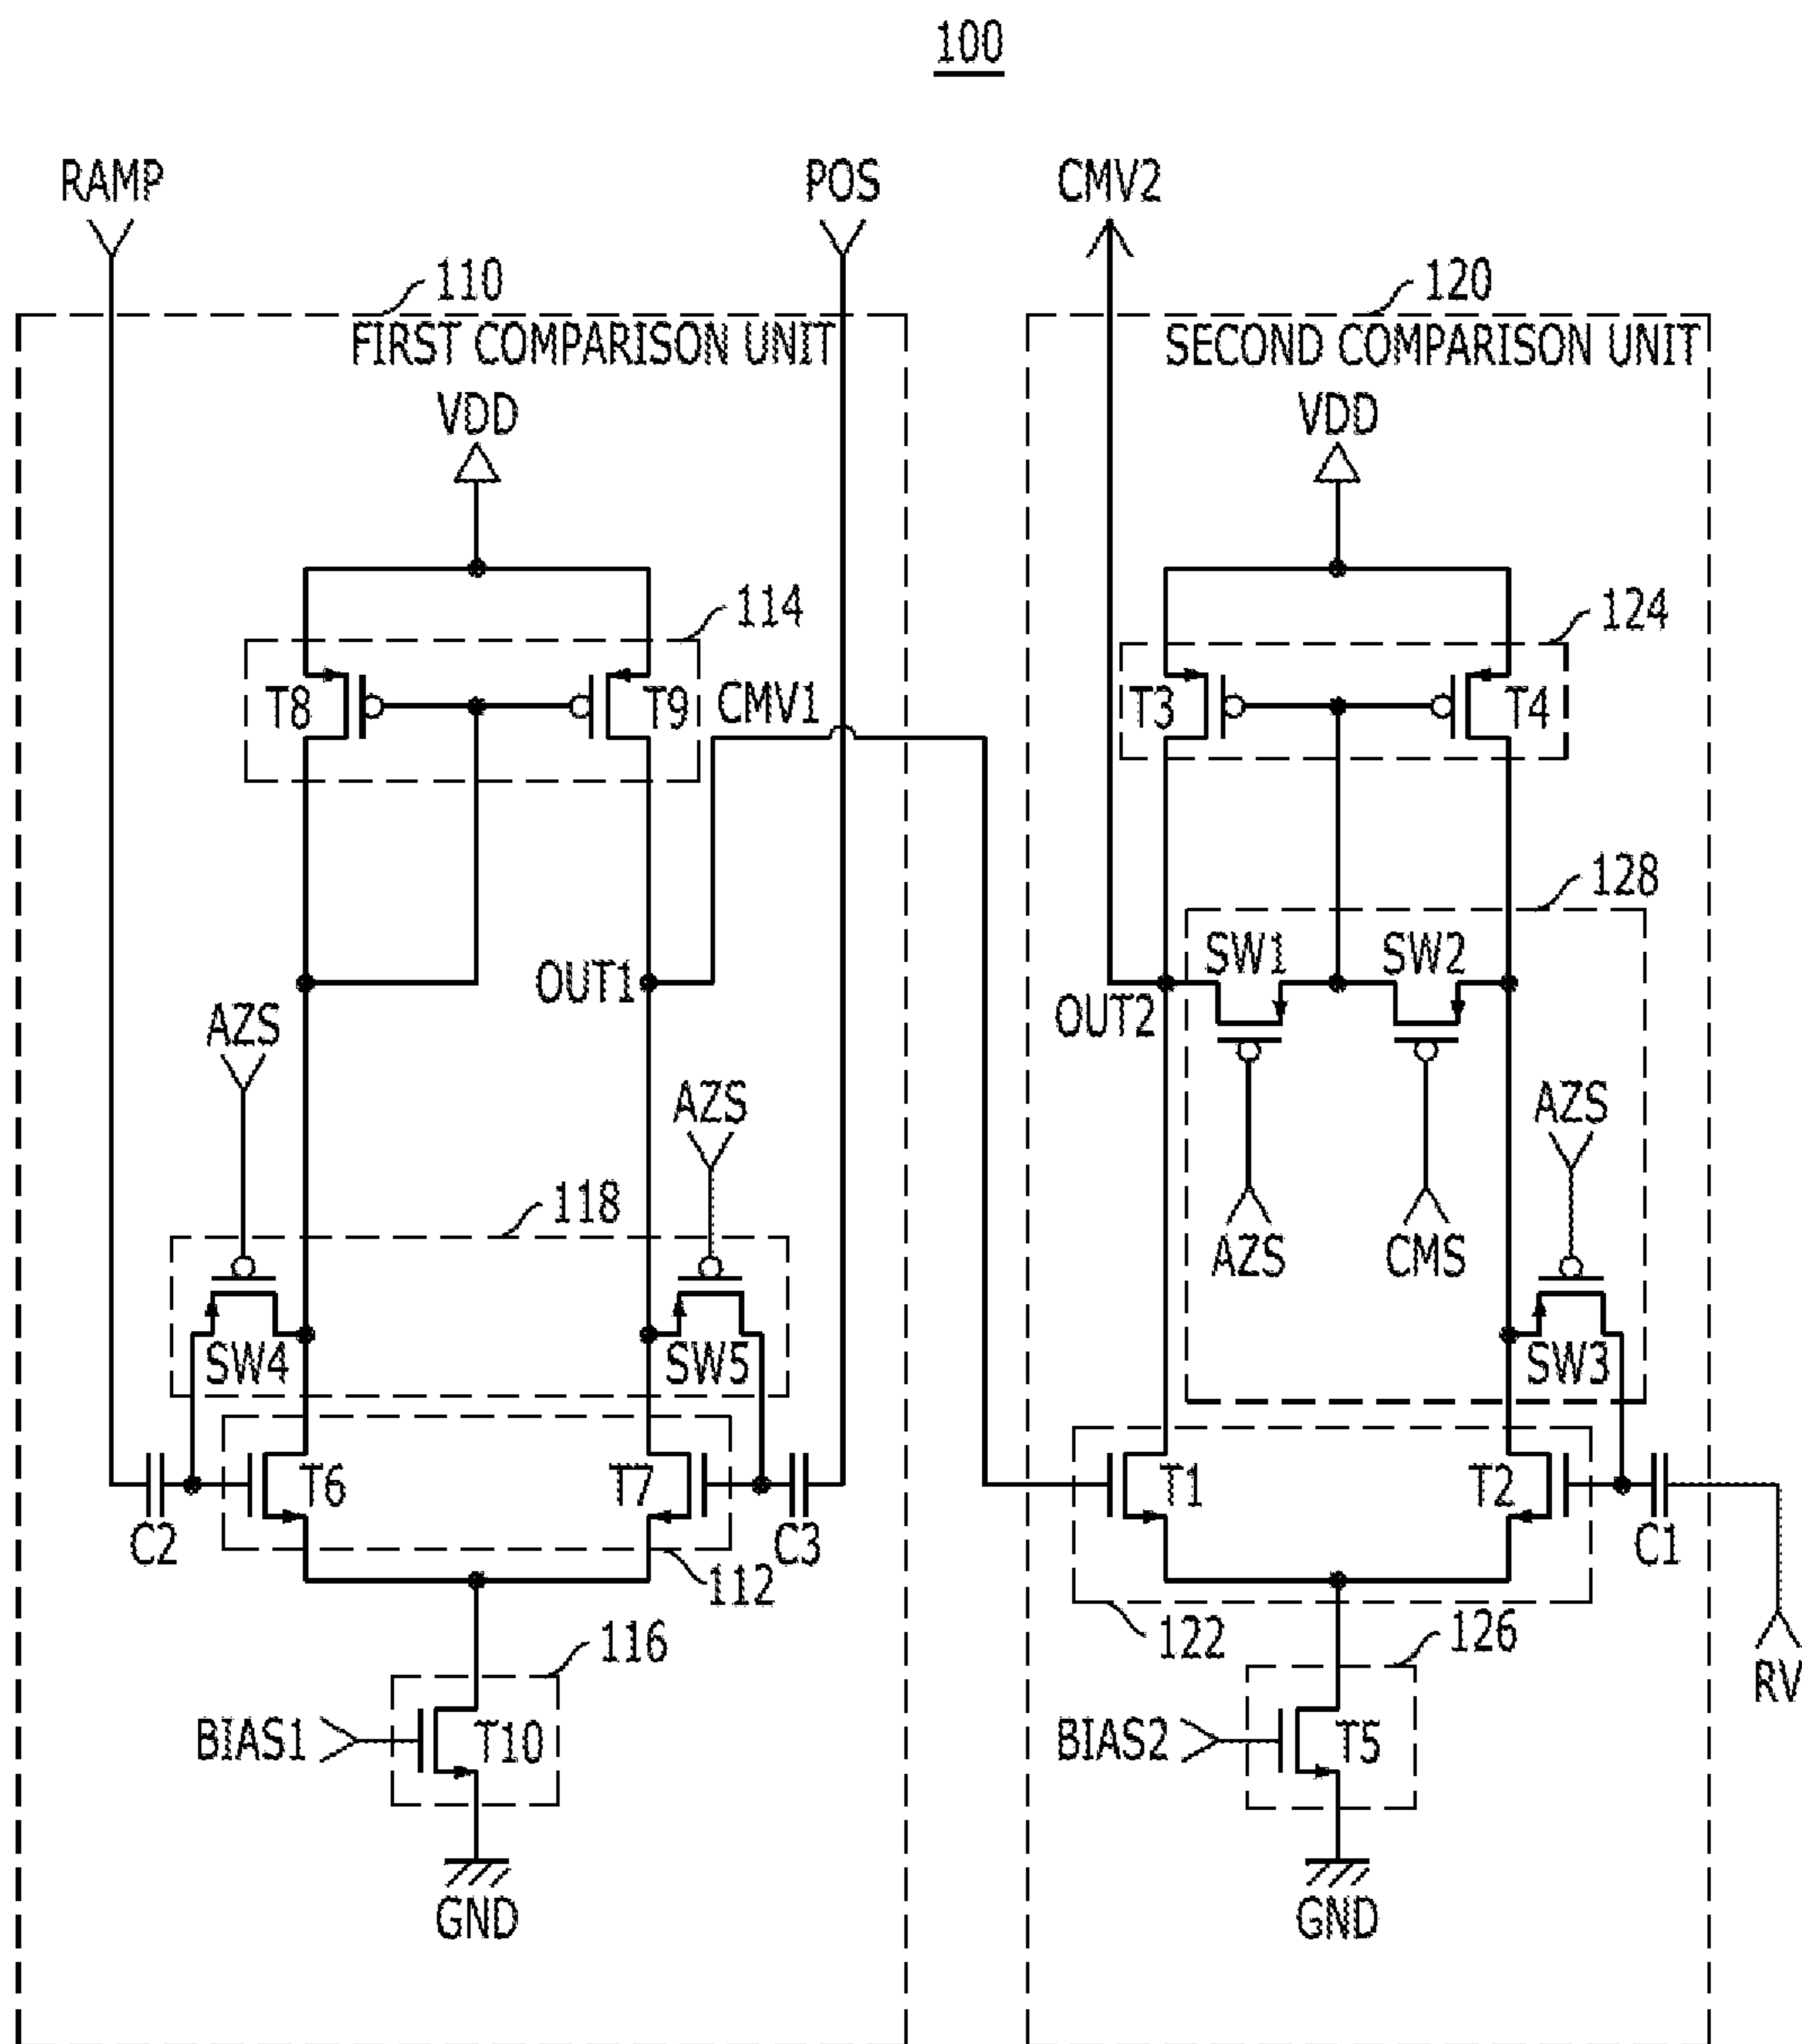 100
RAMP
POS
CMV2
110
120
FIRST COMPARISON UNIT
SECOND COMPARISON UNIT
VDD
VDD
114
124
T8
T9
CMV1
T3
T4
128
SW1
SW2
OUT1
OUT2
AZS
AZS
AZS
118
AZS
CMS
SW4
SW5
SW3
T6
T7
T1
T2
C2
C3
C1
112
122
126
116
RV
BIAS1
T10
BIAS2
T5
GND
GND